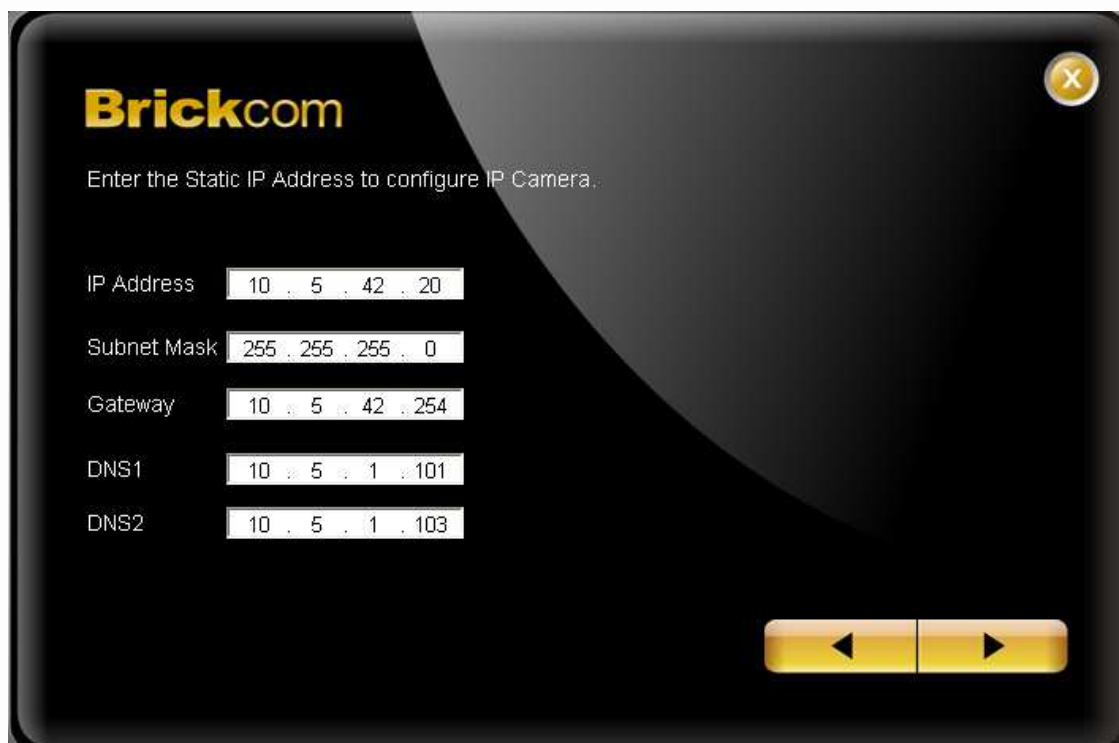 X
Brickcom
Enter the Static IP Address to configure IP Camera.
IP Address 10 . 5 . 42 . 20
Subnet Mask 255 . 255 . 255 . 0
Gateway 10 . 5 . 42 . 254
DNS1 10 . 5 . 1 . 101
DNS2 10 . 5 . 1 . 103